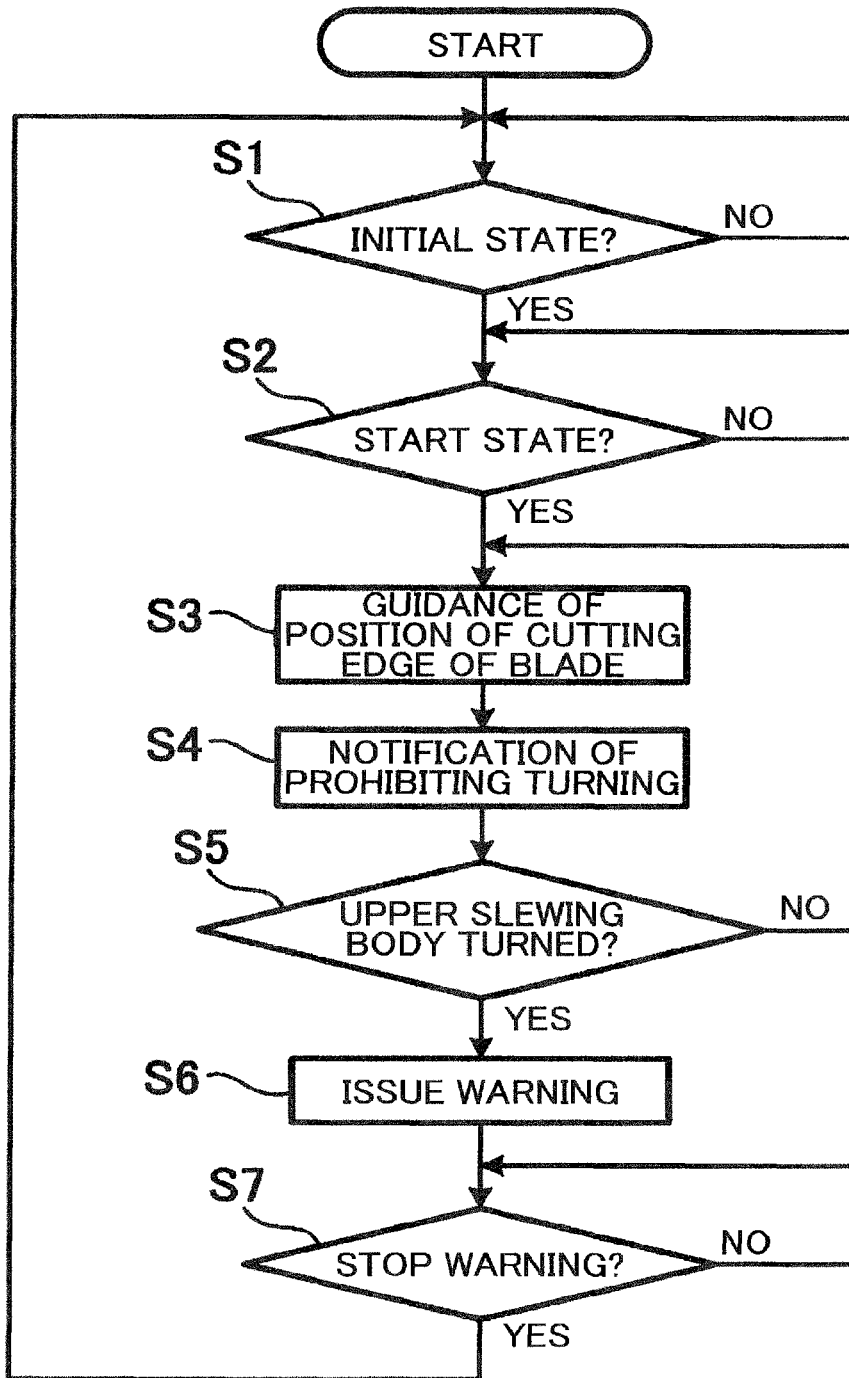 START
S1
INITIAL STATE?
NO
YES
S2
START STATE?
NO
YES
S3
GUIDANCE OF
POSITION OF CUTTING
EDGE OF BLADE
S4
NOTIFICATION OF
PROHIBITING TURNING
S5
UPPER SLEWING
BODY TURNED?
NO
YES
S6
ISSUE WARNING
S7
STOP WARNING?
NO
YES